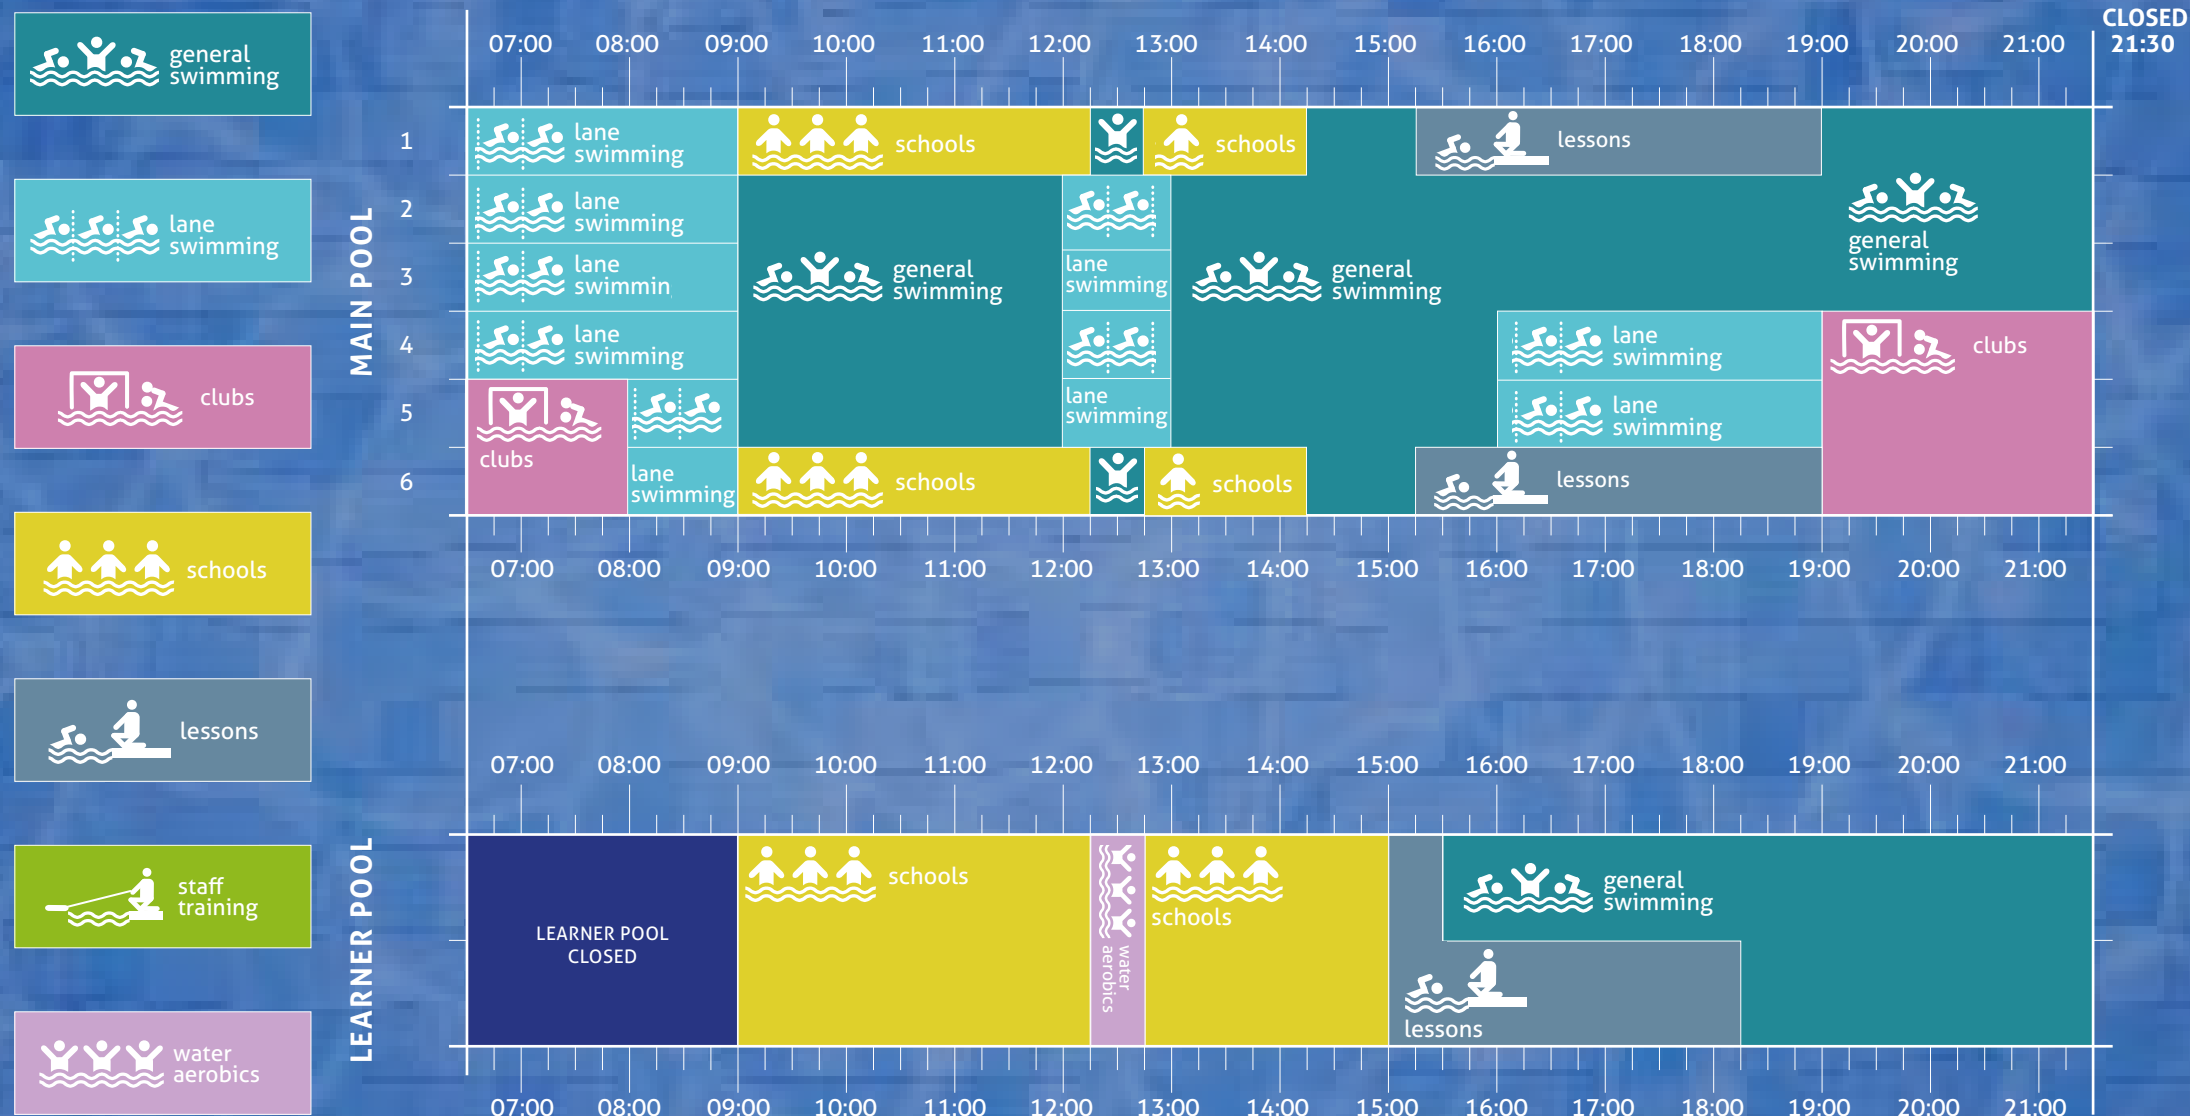 CLOSED
21:30
07:00 08:00 09:00 10:00 11:00 12:00 13:00 14:00 15:00 16:00 17:00 18:00 19:00 20:00 21:00
general
swimming
lane
swimming
clubs
schools
lessons
staff
training
water
aerobics
MAIN POOL
1
2
3
4
5
6
lane
swimming
schools
schools
lessons
lane
swimming
lane
swimmin
lane
swimming
clubs
lane
swimming
general
swimming
lane
swimming
lane
swimming
general
swimming
general
swimming
lane
swimming
lane
swimming
clubs
schools
schools
lessons
07:00 08:00 09:00 10:00 11:00 12:00 13:00 14:00 15:00 16:00 17:00 18:00 19:00 20:00 21:00
07:00 08:00 09:00 10:00 11:00 12:00 13:00 14:00 15:00 16:00 17:00 18:00 19:00 20:00 21:00
LEARNER POOL
LEARNER POOL
CLOSED
schools
water
aerobics
schools
general
swimming
lessons
07:00 08:00 09:00 10:00 11:00 12:00 13:00 14:00 15:00 16:00 17:00 18:00 19:00 20:00 21:00